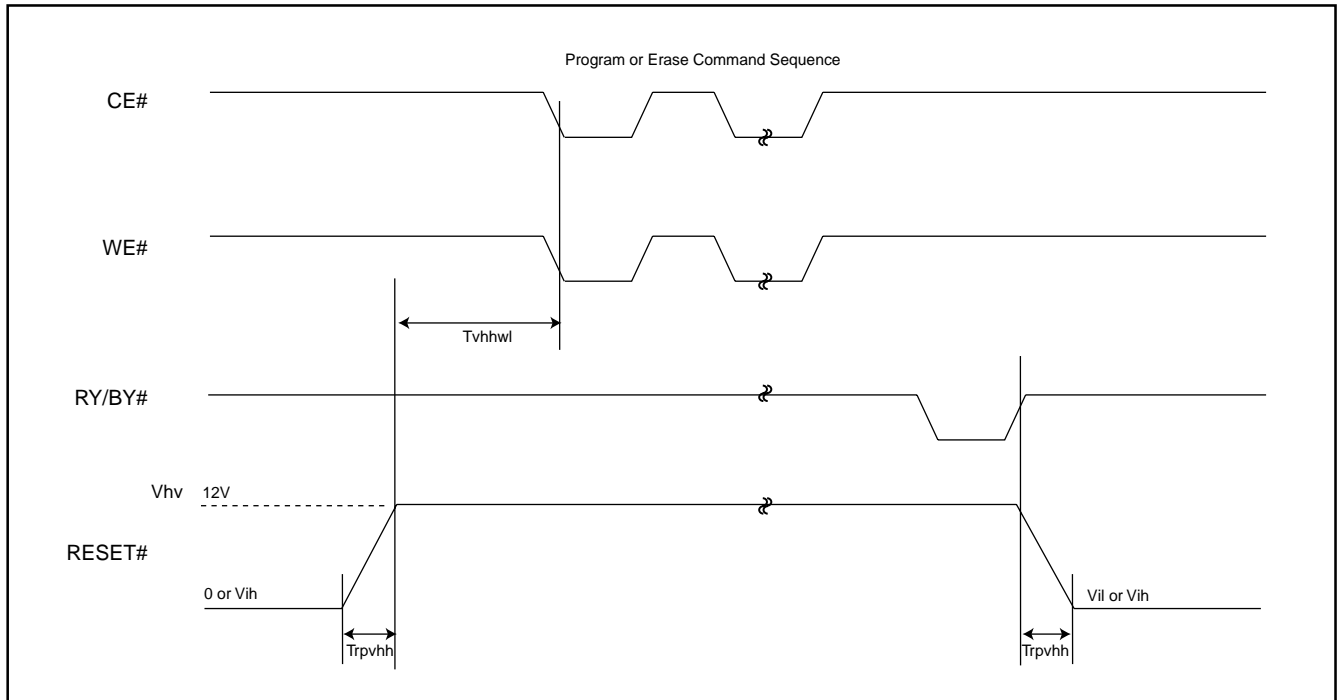 Program or Erase Command Sequence
CE#
WE#
Tvhhwl
RY/BY#
Vhv 12V
RESET#
0 or Vih
Vil or Vih
Trpvhh
Trpvhh